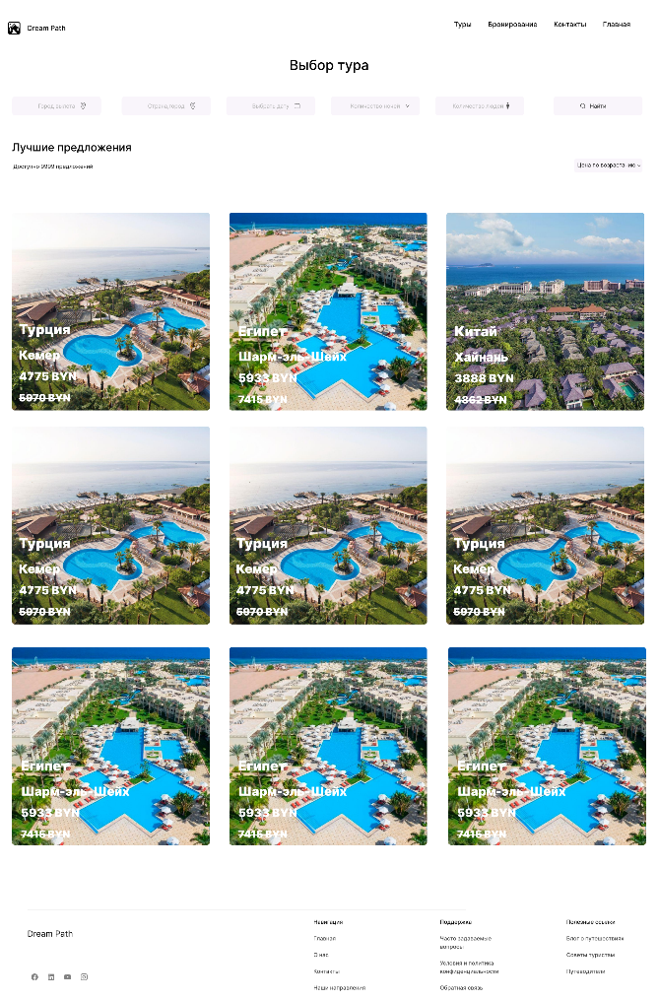 Dream Path
Туры Бронирование Контакты Главная
Выбор тура
Город вылета Страна,город Выбрать дату Количество ночей Количество людей Найти
Лучшие предложения
Доступно 9999 предложений
Цена по возрастанию
Турция
Кемер
4775 BYN
5970 BYN
Египет
Шарм-эль-Шейх
5933 BYN
7415 BYN
Китай
Хайнань
3888 BYN
4862 BYN
Турция
Кемер
4775 BYN
5970 BYN
Турция
Кемер
4775 BYN
5970 BYN
Турция
Кемер
4775 BYN
5970 BYN
Египет
Шарм-эль-Шейх
5933 BYN
7415 BYN
Египет
Шарм-эль-Шейх
5933 BYN
7415 BYN
Египет
Шарм-эль-Шейх
5933 BYN
7415 BYN
Dream Path
Навигация
Главная
О нас
Контакты
Наши направления
Поддержка
Часто задаваемые
вопросы
Условия и политика
конфиденциальности
Обратная связь
Полезные ссылки
Блог о путешествиях
Советы туристам
Путеводители